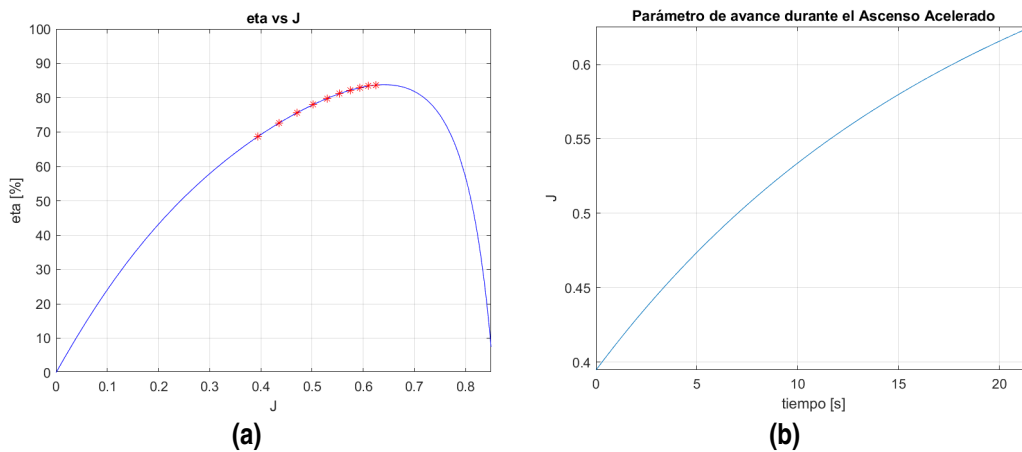 eta vs J
100
90
80
70
60
50
40
30
20
10
0
eta [%]
0 0.1 0.2 0.3 0.4 0.5 0.6 0.7 0.8
J
(a)
Parámetro de avance durante el Ascenso Acelerado
0.6
0.55
0.5
0.45
0.4
J
0 5 10 15 20
tiempo [s]
(b)